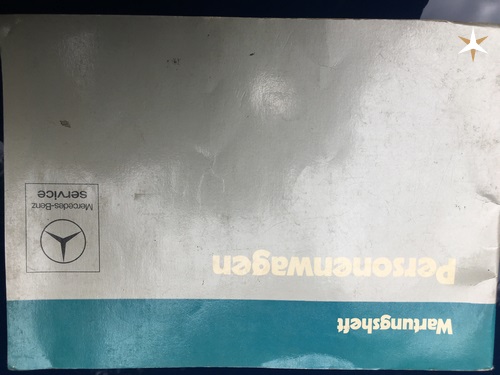 Wartungsheft
Personenwagen
Mercedes-Benz
service